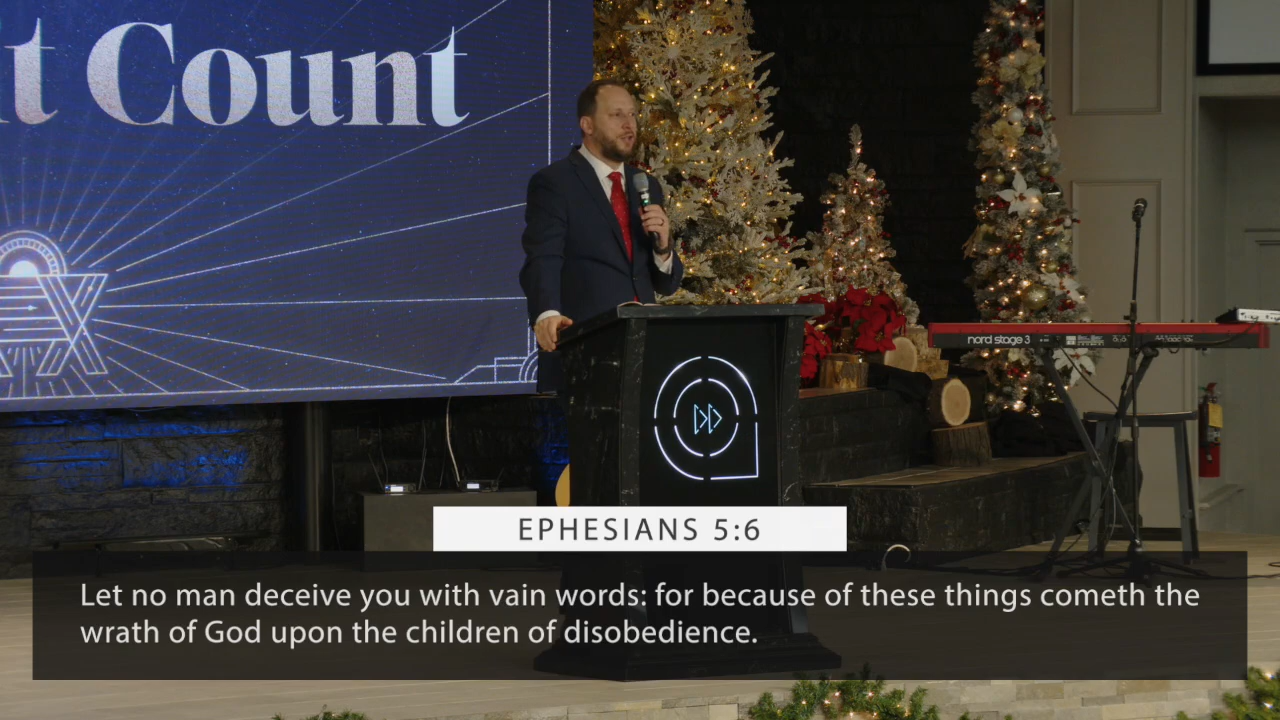 t Count
nord stage 3
EPHESIANS 5:6
Let no man deceive you with vain words: for because of these things cometh the
wrath of God upon the children of disobedience.